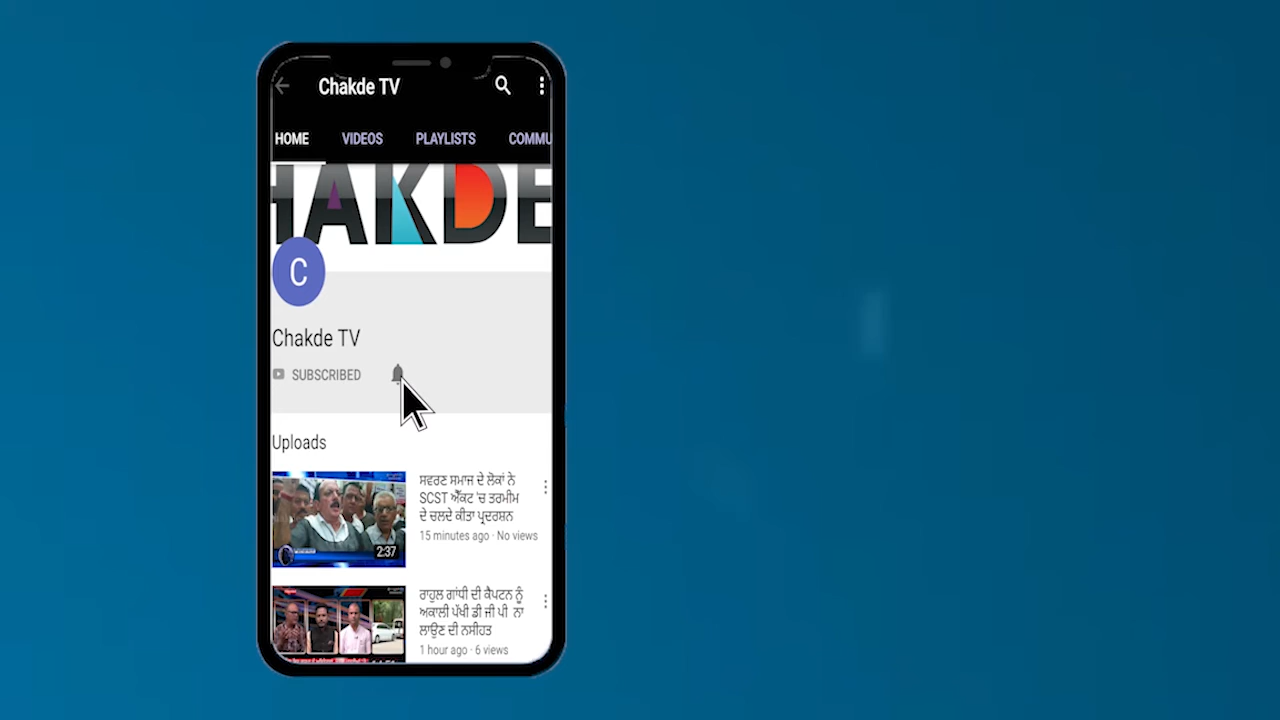 Chakde TV
HOME VIDEOS PLAYLISTS COMMU
HAKDE
C
Chakde TV
SUBSCRIBED
Uploads
ਸਵਰਣ ਸਮਾਜ ਦੇ ਲੋਕਾਂ ਨੇ
SCST ਐੱਕਟ 'ਚ ਤਰਮੀਮ
ਦੇ ਚਲਦੇ ਕੀਤਾ ਪ੍ਰਦਰਸ਼ਨ
15 minutes ago · No views
2:37
ਰਾਹੁਲ ਗਾਂਧੀ ਦੀ ਕੈਪਟਨ ਨੂੰ
ਅਕਾਲੀ ਪੱਖੀ ਡੀ ਜੀ ਪੀ ਨਾ
ਲਾਉਣ ਦੀ ਨਸੀਹਤ
1 hour ago · 6 views